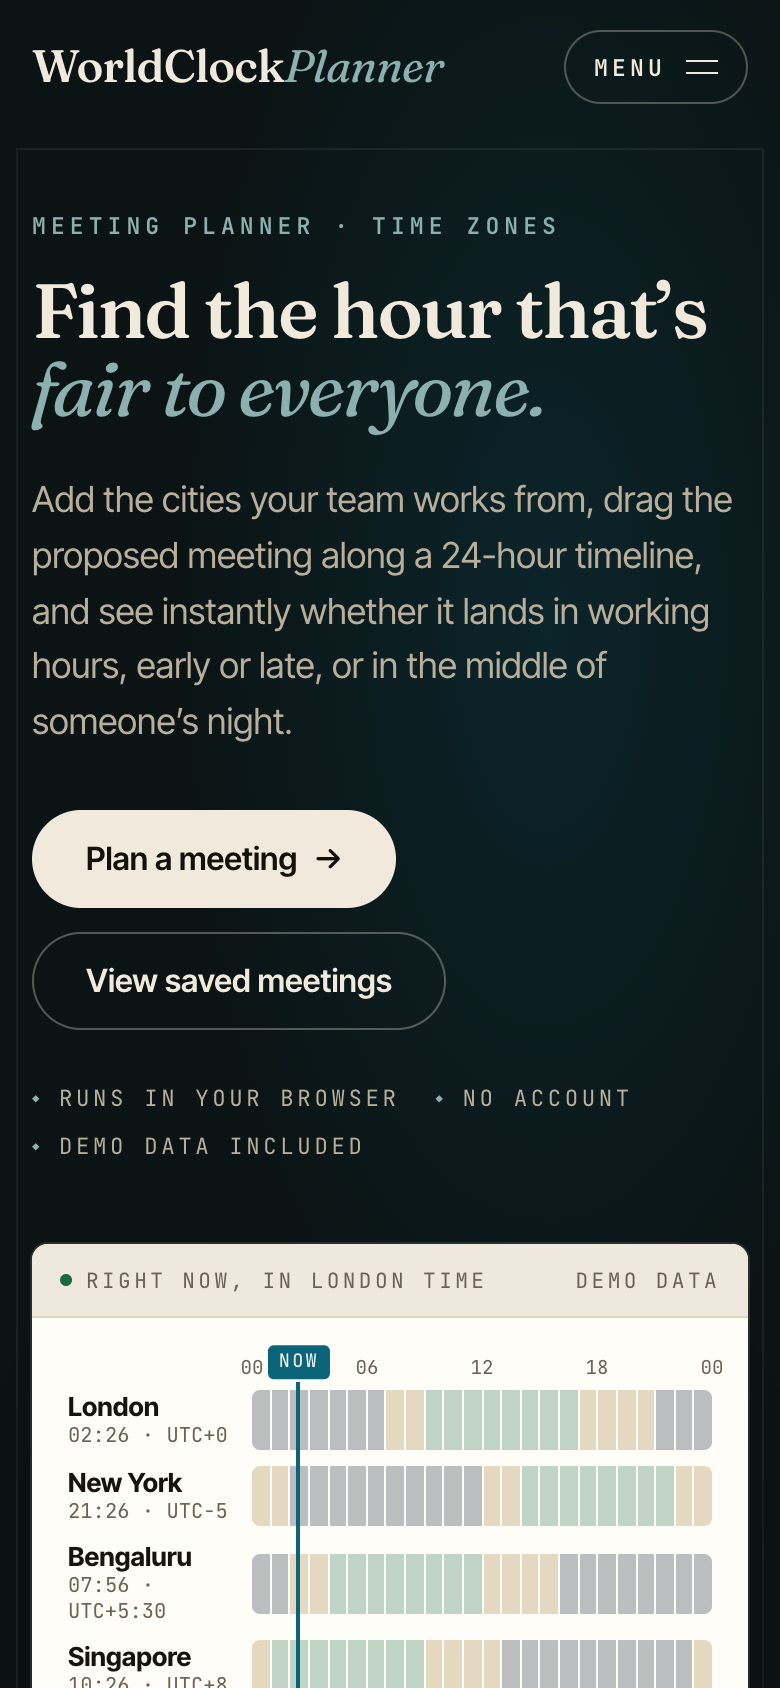 WorldClockPlanner
MENU
MEETING PLANNER · TIME ZONES
Find the hour that’s
fair to everyone.
Add the cities your team works from, drag the
proposed meeting along a 24-hour timeline,
and see instantly whether it lands in working
hours, early or late, or in the middle of
someone’s night.
Plan a meeting →
View saved meetings
RUNS IN YOUR BROWSER
NO ACCOUNT
DEMO DATA INCLUDED
RIGHT NOW, IN LONDON TIME
DEMO DATA
00 NOW 06 12 18 00
London
02:26 · UTC+0
New York
21:26 · UTC-5
Bengaluru
07:56 ·
UTC+5:30
Singapore
10:26 · UTC+8